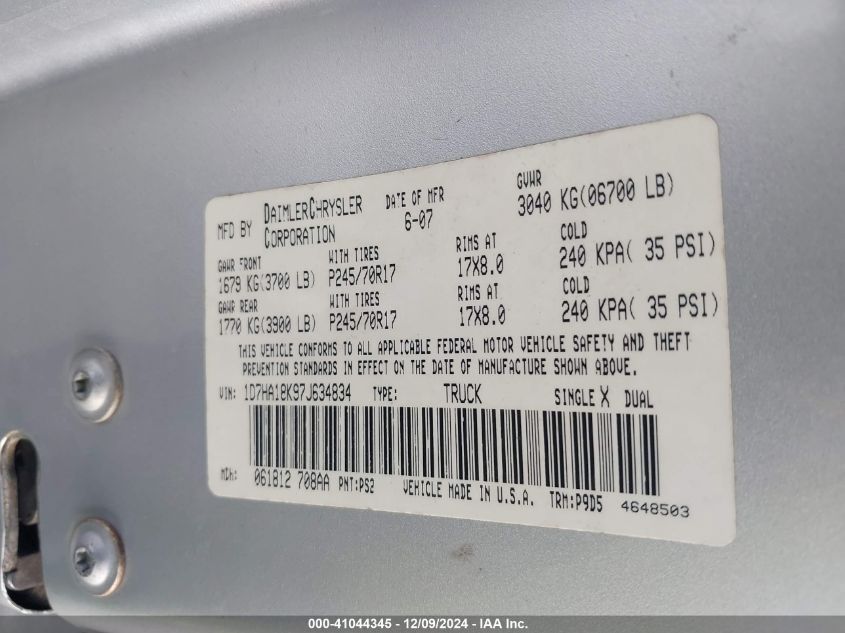 MFD BY DAIMLERCHRYSLER CORPORATION DATE OF MFR 6-07 GVWR 3040 KG(06700 LB)
GAWR FRONT WITH TIRES RIMS AT COLD
1679 KG(3700 LB) P245/70R17 17X8.0 240 KPA( 35 PSI)
GAWR REAR WITH TIRES RIMS AT COLD
1770 KG(3900 LB) P245/70R17 17X8.0 240 KPA( 35 PSI)
THIS VEHICLE CONFORMS TO ALL APPLICABLE FEDERAL MOTOR VEHICLE SAFETY AND THEFT
PREVENTION STANDARDS IN EFFECT ON THE DATE OF MANUFACTURE SHOWN ABOVE.
VIN: 1D7HA18K97J634834 TYPE: TRUCK SINGLE X DUAL
MDH: 061812 708AA PNT:PS2 VEHICLE MADE IN U.S.A. TRM:P9D5 4648503
000-41044345 - 12/09/2024 - IAA Inc.